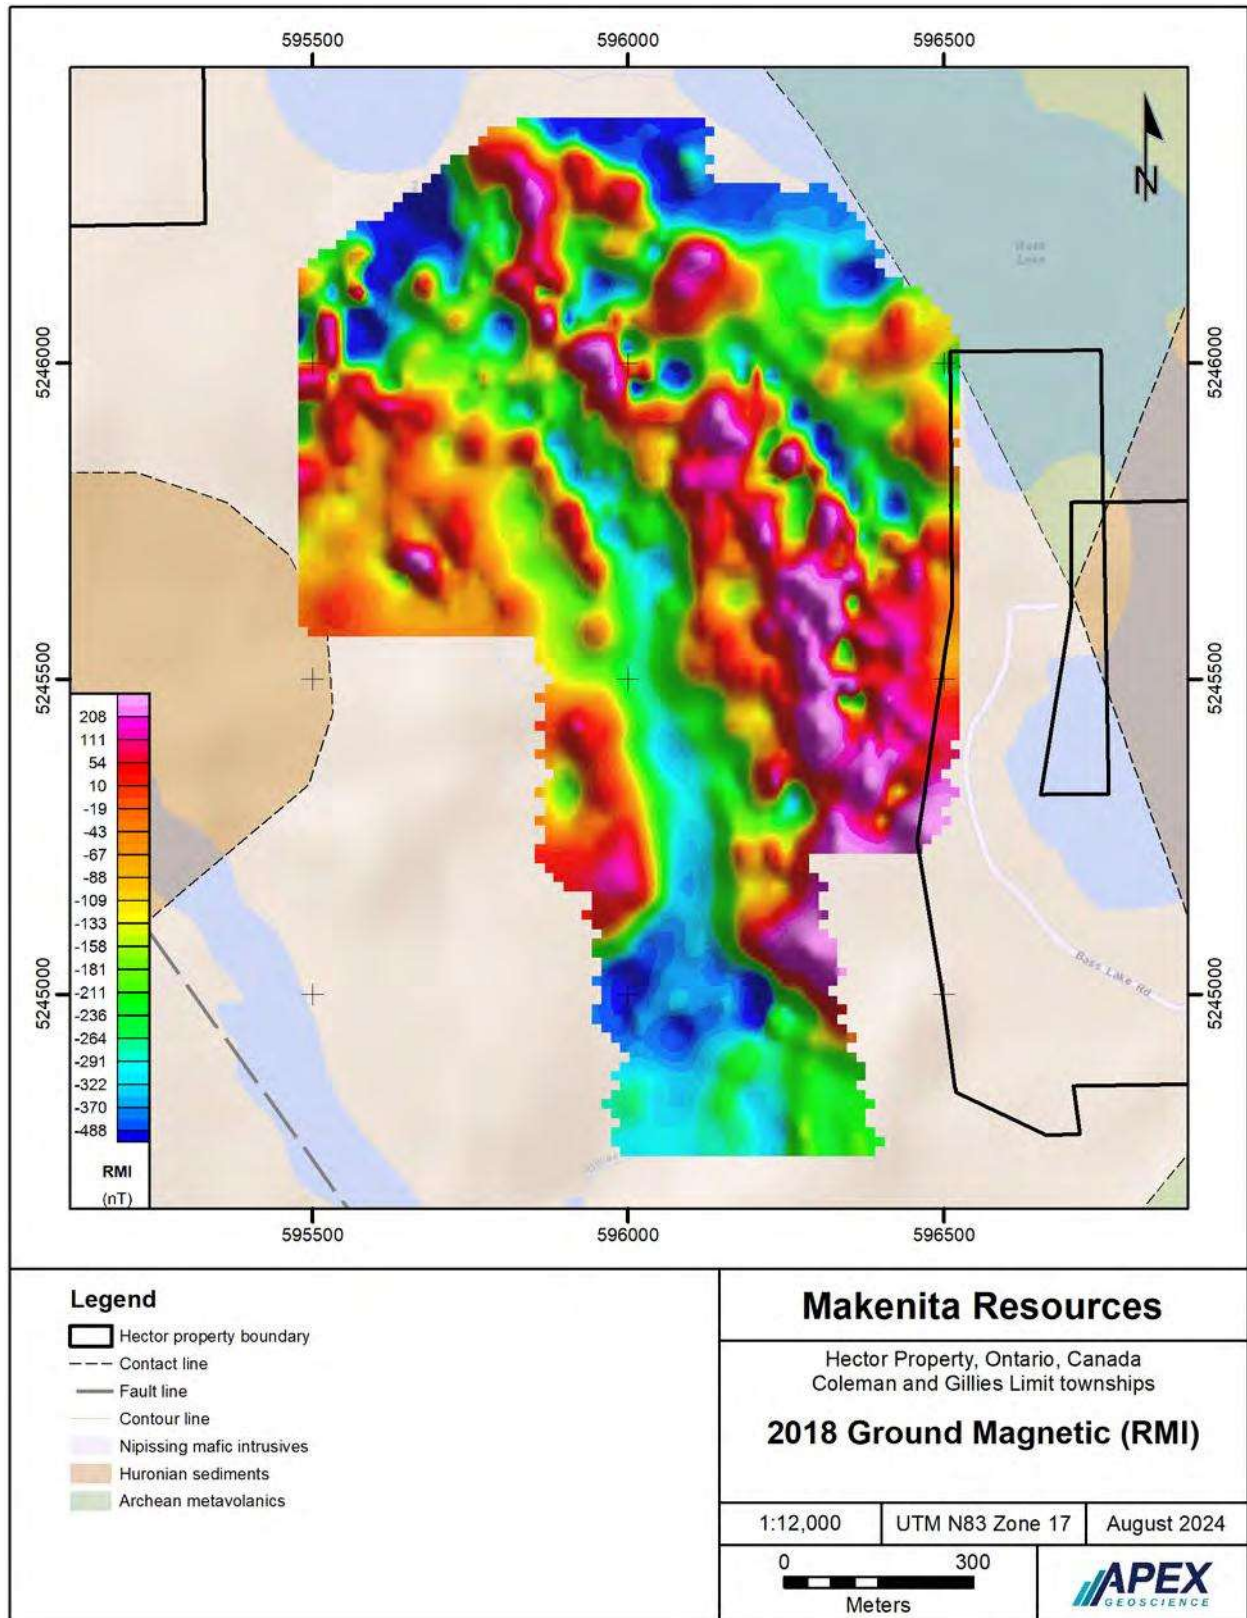 595500
596000
596500
N
5246000
5246000
5245500
5245500
5245000
5245000
208
111
54
10
-19
-43
-67
-88
-109
-133
-158
-181
-211
-236
-264
-291
-322
-370
-488
RMI
(nT)
Bass Lake Rd
595500
596000
596500
Legend
Hector property boundary
Contact line
Fault line
Contour line
Nipissing mafic intrusives
Huronian sediments
Archean metavolanics
Makenita Resources
Hector Property, Ontario, Canada
Coleman and Gillies Limit townships
2018 Ground Magnetic (RMI)
1:12,000
UTM N83 Zone 17
August 2024
0 300
Meters
APEX
GEOSCIENCE